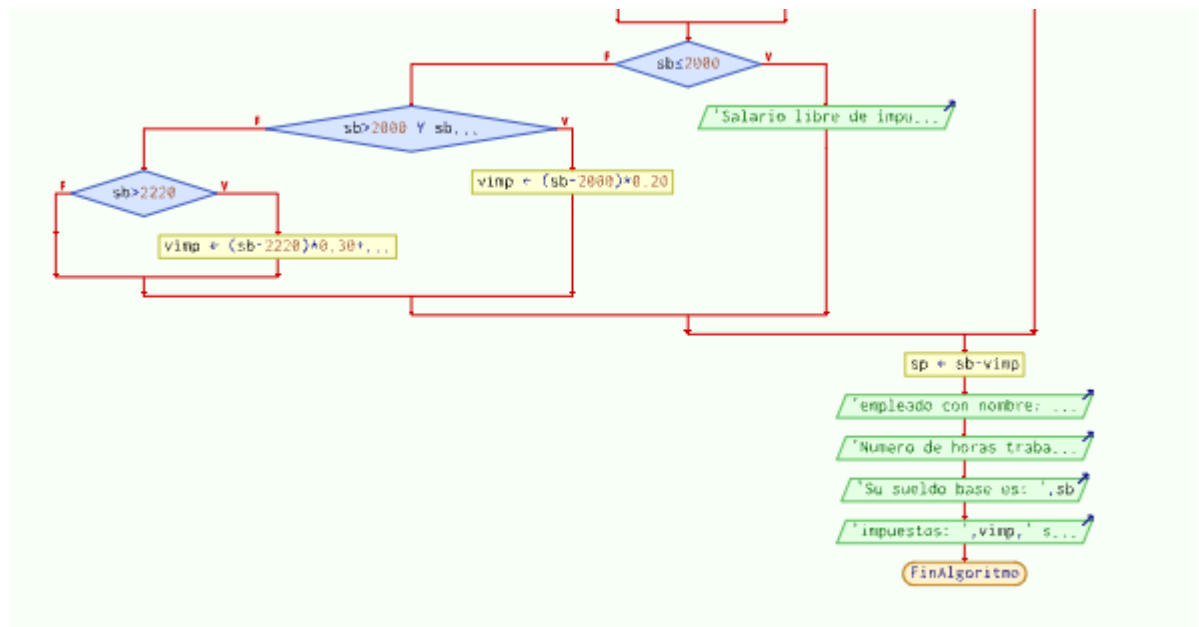 F
sb≤2000
V
'Salario libre de impu...
F
sb>2000 Y sb...
V
F
sb>2220
V
vimp ← (sb-2000)*0.20
vimp ← (sb-2220)*0.30+...
sp ← sb-vimp
'empleado con nombre: ...
'Numero de horas traba...
'Su sueldo base es: ',sb
'impuestos: ',vimp,' s...
FinAlgoritmo